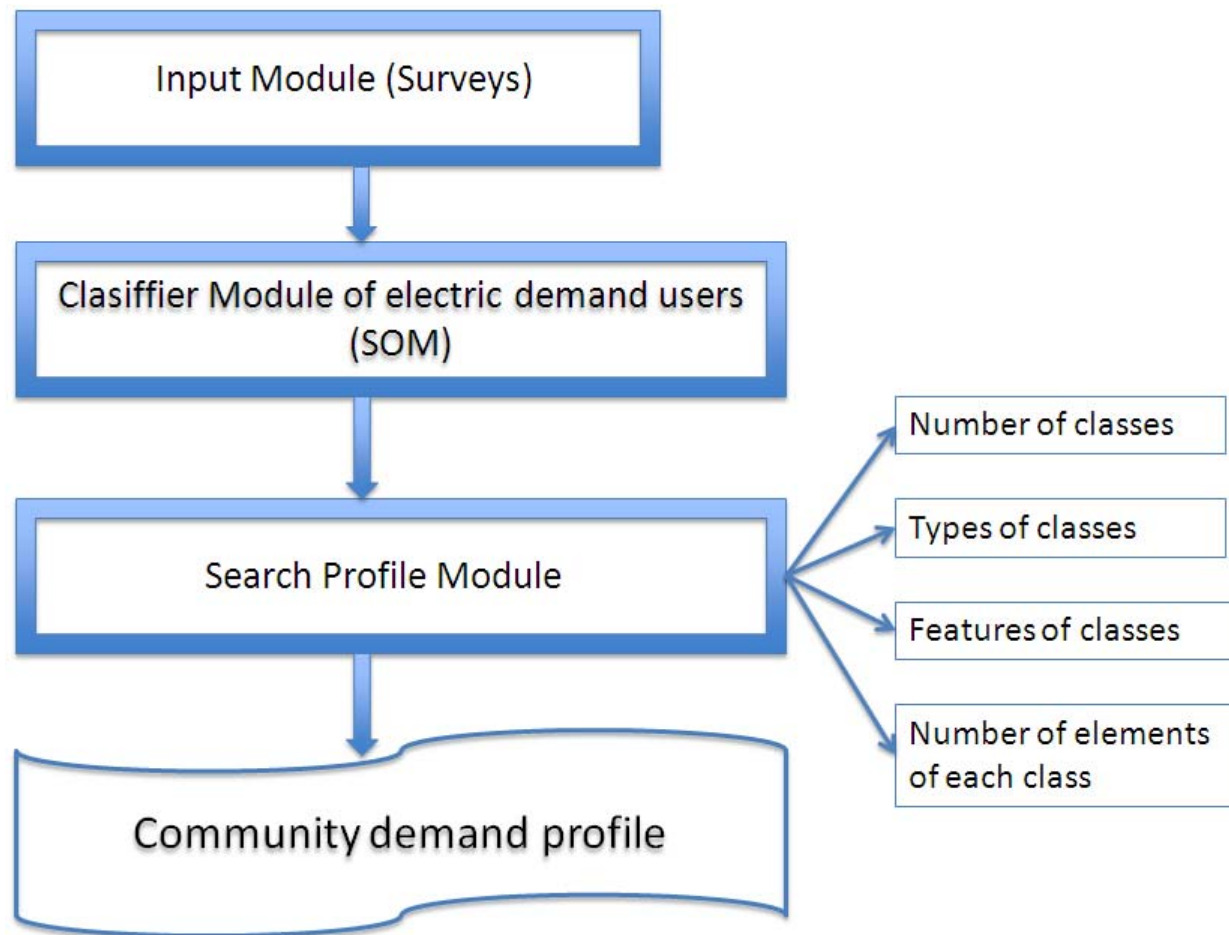 Input Module (Surveys)
Clasiffier Module of electric demand users
(SOM)
Number of classes
Types of classes
Search Profile Module
Features of classes
Number of elements
of each class
Community demand profile